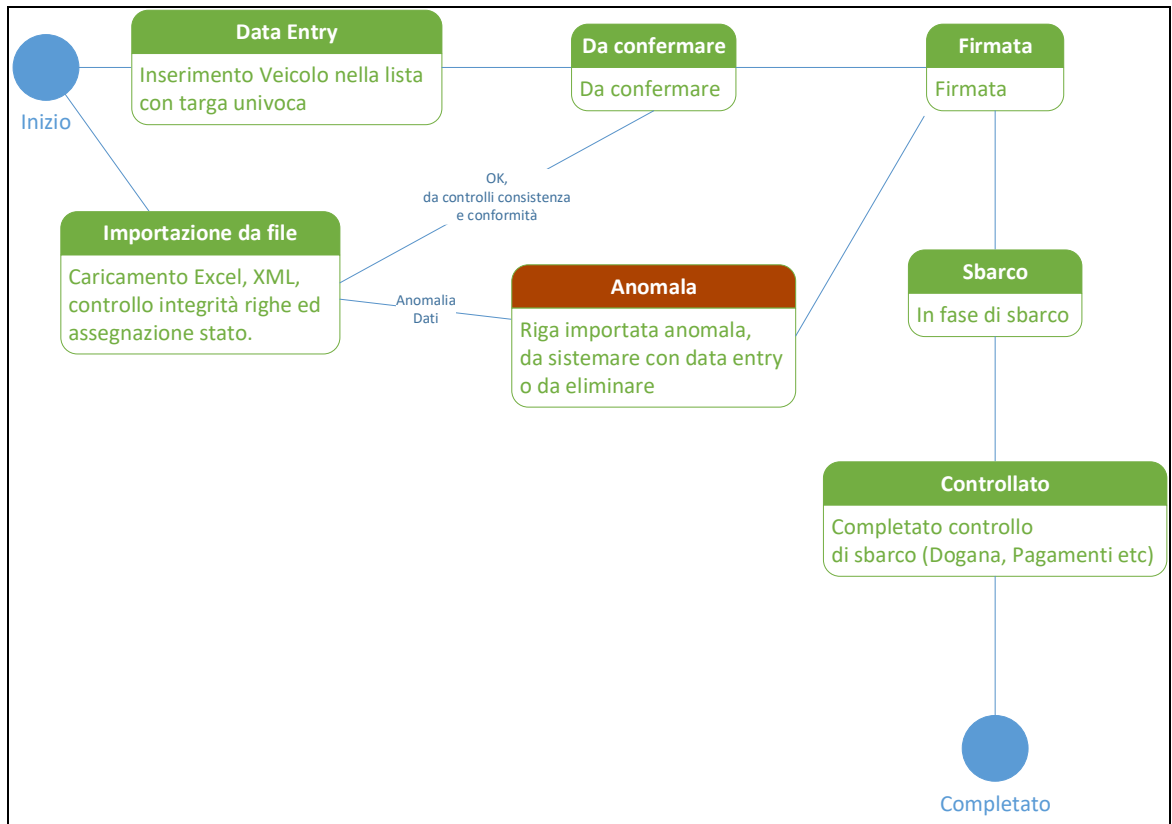 Data Entry
Inserimento Veicolo nella lista
con targa univoca
Da confermare
Da confermare
Firmata
Firmata
Inizio
OK,
da controlli consistenza
e conformità
Importazione da file
Caricamento Excel, XML,
controllo integrità righe ed
assegnazione stato.
Anomalia
Dati
Anomala
Riga importata anomala,
da sistemare con data entry
o da eliminare
Sbarco
In fase di sbarco
Controllato
Completato controllo
di sbarco (Dogana, Pagamenti etc)
Completato